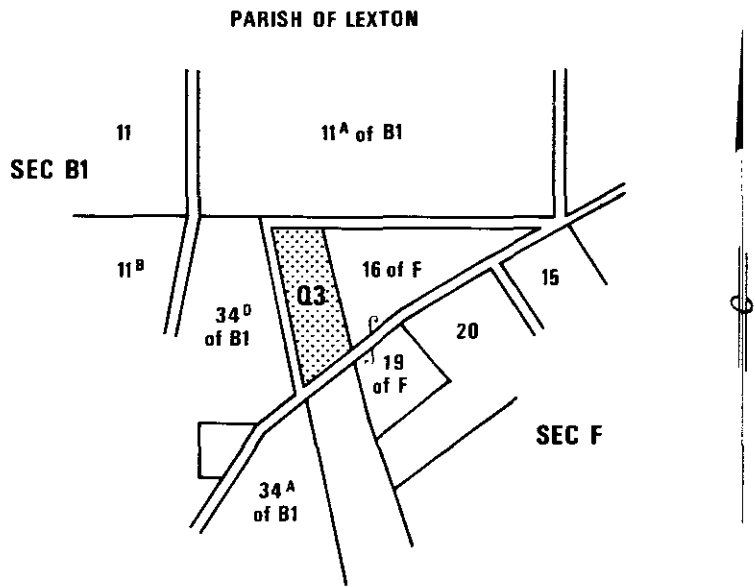 PARISH OF LEXTON
11
11A of B1
SEC B1
11B
34D
of B1
Q3
16 of F
15
20
19
of F
SEC F
34A
of B1